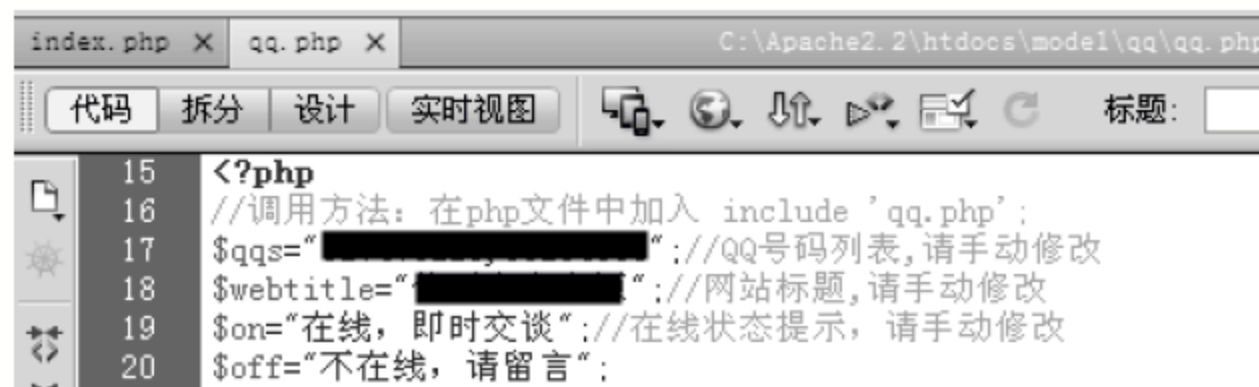 index.php × qq.php × C:\Apache2.2\htdocs\model\qq\qq.php
代码 拆分 设计 实时视图 标题:
15 <?php
16 //调用方法: 在php文件中加入 include 'qq.php';
17 $qqs="";//QQ号码列表,请手动修改
18 $webtitle="";//网站标题,请手动修改
19 $on="在线, 即时交谈";//在线状态提示, 请手动修改
20 $off="不在线, 请留言";